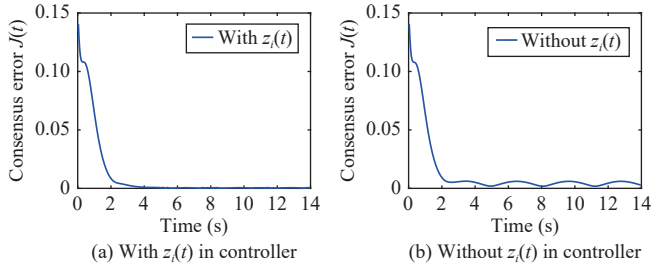 0.15
0.10
0.05
0
Consensus error J(t)
With z_i(t)
0 2 4 6 8 10 12 14
Time (s)
(a) With z_i(t) in controller
0.15
0.10
0.05
0
Consensus error J(t)
Without z_i(t)
0 2 4 6 8 10 12 14
Time (s)
(b) Without z_i(t) in controller